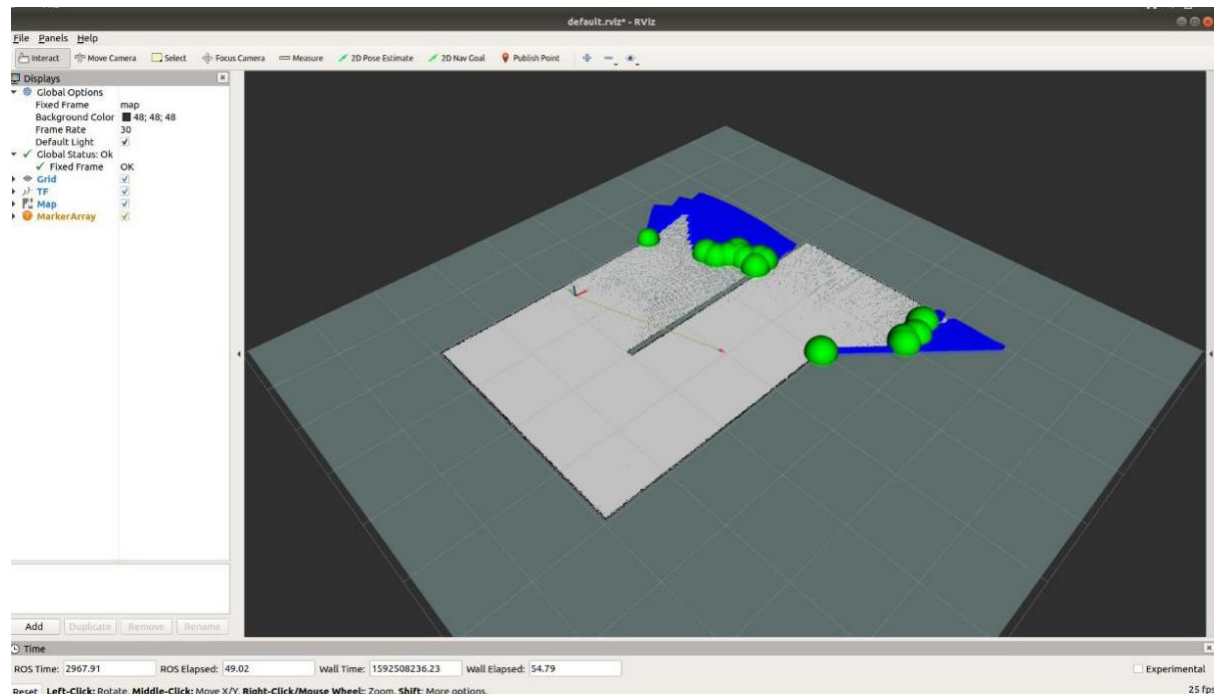 default.rviz* - RViz
File Panels Help
Interact Move Camera Select Focus Camera Measure 2D Pose Estimate 2D Nav Goal Publish Point
Displays
Global Options
Fixed Frame map
Background Color 48; 48; 48
Frame Rate 30
Default Light
Global Status: Ok
Fixed Frame OK
Grid
TF
Map
MarkerArray
Add Duplicate Remove Rename
Time
ROS Time: 2967.91 ROS Elapsed: 49.02 Wall Time: 1592508236.23 Wall Elapsed: 54.79 Experimental
Reset Left-Click: Rotate. Middle-Click: Move X/Y. Right-Click/Mouse Wheel: Zoom. Shift: More options. 25 fps